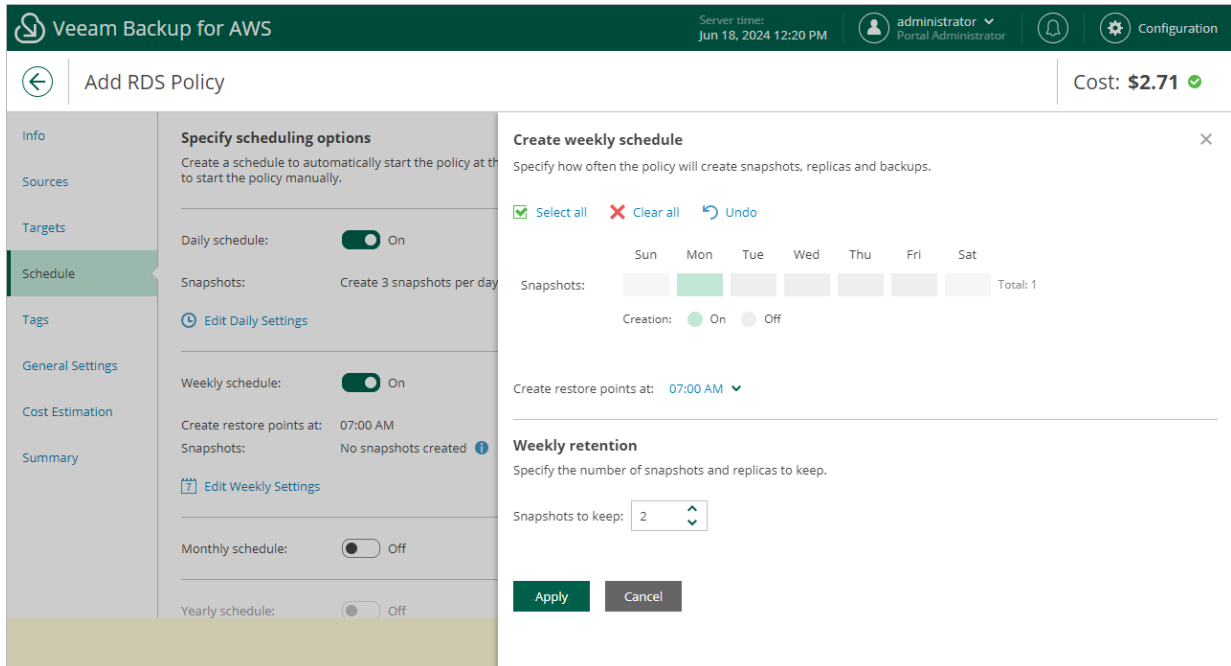 Veeam Backup for AWS
Server time:
Jun 18, 2024 12:20 PM
administrator
Portal Administrator
Configuration
Add RDS Policy
Cost: $2.71
Info
Sources
Targets
Schedule
Tags
General Settings
Cost Estimation
Summary
Specify scheduling options
Create a schedule to automatically start the policy at th
to start the policy manually.
Daily schedule: On
Snapshots: Create 3 snapshots per day
Edit Daily Settings
Weekly schedule: On
Create restore points at: 07:00 AM
Snapshots: No snapshots created
7 Edit Weekly Settings
Monthly schedule: Off
Yearly schedule: Off
Create weekly schedule
Specify how often the policy will create snapshots, replicas and backups.
Select all Clear all Undo
Sun Mon Tue Wed Thu Fri Sat
Snapshots: Total: 1
Creation: On Off
Create restore points at: 07:00 AM
Weekly retention
Specify the number of snapshots and replicas to keep.
Snapshots to keep: 2
Apply Cancel